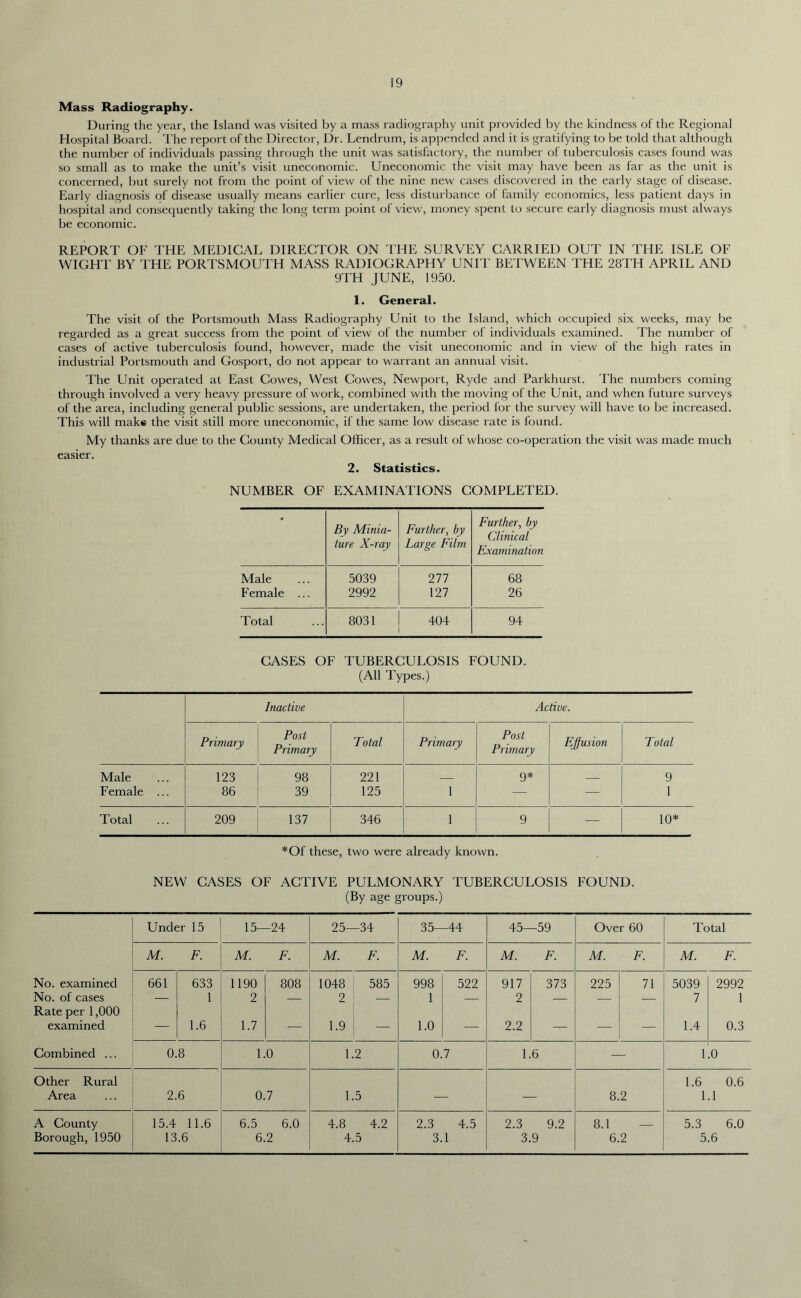 19
Mass Radiography.
During the year, the Island was visited by a mass radiography unit provided by the kindness of the Regional
Hospital Board. The report of the Director, Dr. Lendrum, is appended and it is gratifying to be told that although
the number of individuals passing through the unit was satisfactory, the number of tuberculosis cases found was
so small as to make the unit's visit uneconomic. Uneconomic the visit may have been as far as the unit is
concerned, but surely not from the point of view of the nine new cases discovered in the early stage of disease.
Early diagnosis of disease usually means earlier cure, less disturbance of family economics, less patient days in
hospital and consequently taking the long term point of view, money spent to secure early diagnosis must always
be economic.
REPORT OF THE MEDICAL DIRECTOR ON THE SURVEY CARRIED OUT IN THE ISLE OF
WIGHT BY THE PORTSMOUTH MASS RADIOGRAPHY UNIT BETWEEN THE 28TH APRIL AND
9TH JUNE, 1950.
1. General.
The visit of the Portsmouth Mass Radiography Unit to the Island, which occupied six weeks, may be
regarded as a great success from the point of view of the number of individuals examined. The number of
cases of active tuberculosis found, however, made the visit uneconomic and in view of the high rates in
industrial Portsmouth and Gosport, do not appear to warrant an annual visit.
The Unit operated at East Cowes, West Cowes, Newport, Ryde and Parkhurst. The numbers coming
through involved a very heavy pressure of work, combined with the moving of the Unit, and when future surveys
of the area, including general public sessions, are undertaken, the period for the survey will have to be increased.
This will make the visit still more uneconomic, if the same low disease rate is found.
My thanks are due to the County Medical Officer, as a result of whose co-operation the visit was made much
easier.
2. Statistics.
NUMBER OF EXAMINATIONS COMPLETED.
By Minia- Further, by Further, by
ture X-ray Large Film Clinical
Examination
Male ... 5039 277 68
Female ... 2992 127 26
Total ... 8031 404 94
CASES OF TUBERCULOSIS FOUND.
(All Types.)
Inactive Active.
Primary Post Primary Total Primary Post Primary Effusion Total
Male ... 123 98 221 — 9* — 9
Female ... 86 39 125 1 — — 1
Total ... 209 137 346 1 9 — 10*
*Of these, two were already known.
NEW CASES OF ACTIVE PULMONARY TUBERCULOSIS FOUND.
(By age groups.)
Under 15 15—24 25—34 35—44 45—59 Over 60 Total
M. F. M. F. M. F. M. F. M. F. M. F. M. F.
No. examined 661 633 1190 808 1048 585 998 522 917 373 225 71 5039 2992
No. of cases — 1 2 — 2 — 1 — 2 — — — 7 1
Rate per 1,000
examined — 1.6 1.7 — 1.9 — 1.0 — 2.2 — — — 1.4 0.3
Combined ... 0.8 1.0 1.2 0.7 1.6 — 1.0
Other Rural 1.6 0.6
Area ... 2.6 0.7 1.5 — — 8.2 1.1
A County 15.4 11.6 6.5 6.0 4.8 4.2 2.3 4.5 2.3 9.2 8.1 — 5.3 6.0
Borough, 1950 13.6 6.2 4.5 3.1 3.9 6.2 5.6